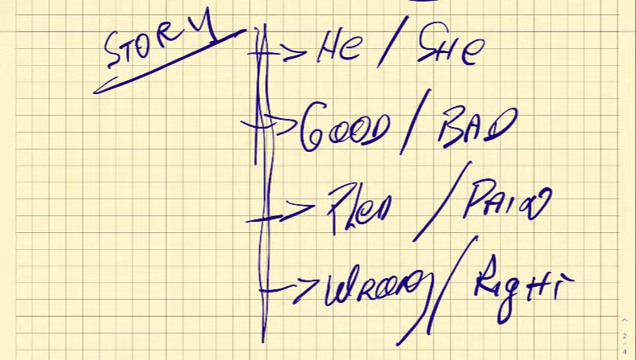 STORY
HE / SHE
GOOD / BAD
PLEA / PAIN
WRONG / RIGHT